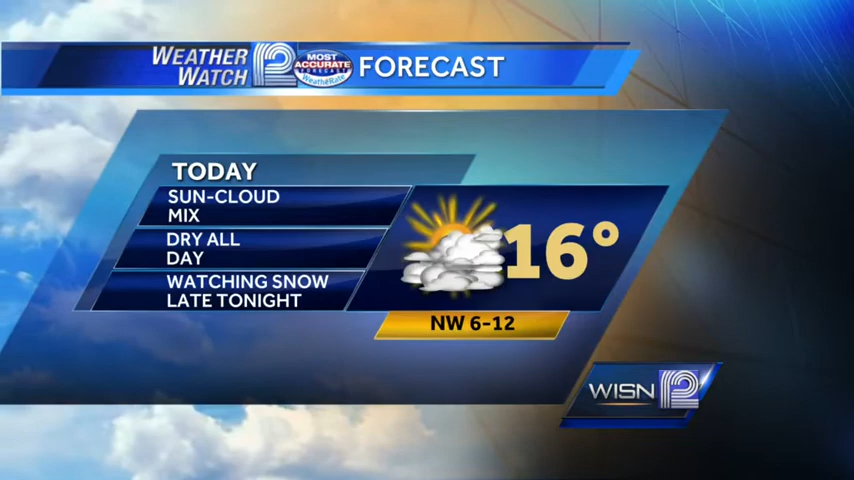 WEATHER
WATCH 12
MOST
ACCURATE
FORECAST
WeatheRate
FORECAST
TODAY
SUN-CLOUD
MIX
DRY ALL
DAY
WATCHING SNOW
LATE TONIGHT
16°
NW 6-12
WISN 12